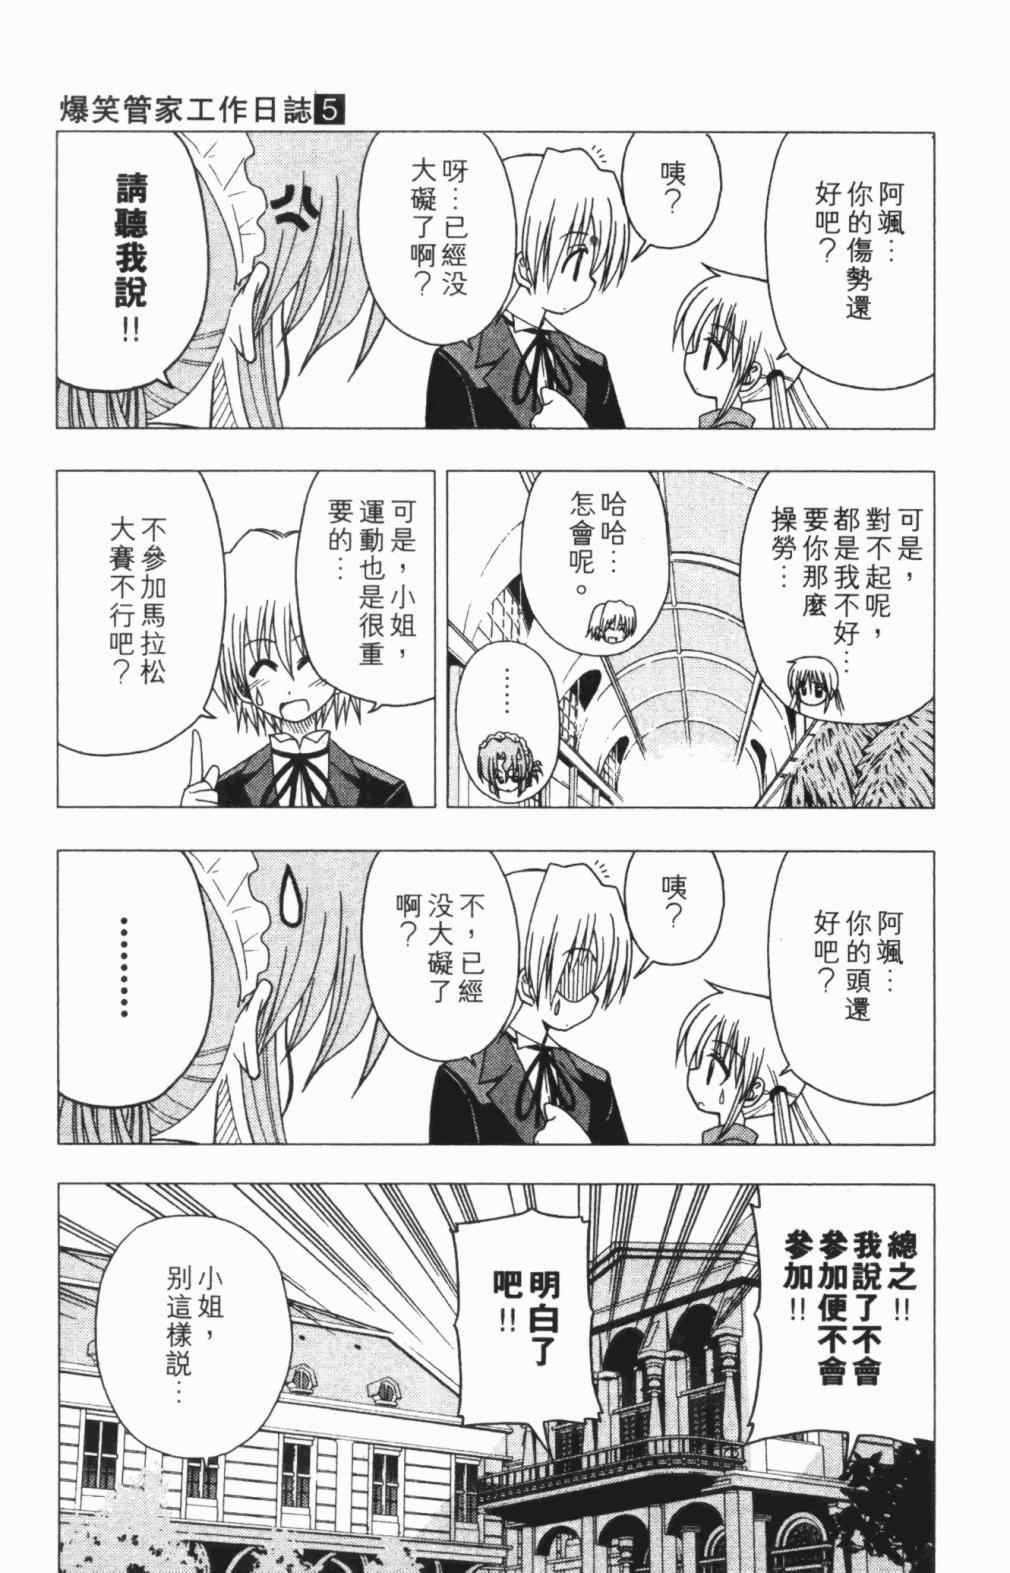 爆笑管家工作日誌5
阿颯…
你的傷勢還
好吧？
咦？
呀…已經没
大礙了啊？
請聽我說!!
可是，
對不起呢，
都是我不好…
要你那麼
操勞…
哈哈…
怎會呢。
……
可是，小姐，
運動也是很重
要的…
不參加馬拉松
大賽不行吧？
阿颯…
你的頭還
好吧？
咦？
不，已經
没大礙了
啊？
………
總之!!
我說了不會
參加便不會
參加!!
明白了
吧!!
小姐，
別這樣説…